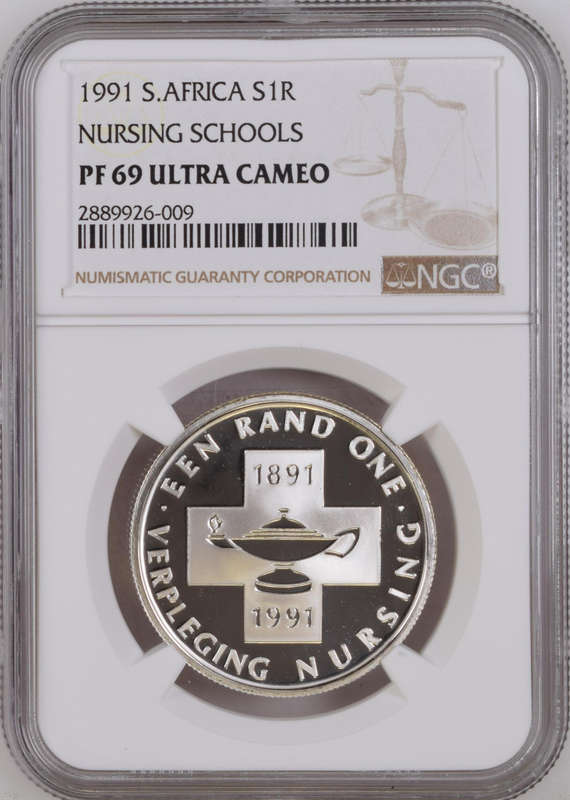 1991 S.AFRICA S1R
NURSING SCHOOLS
PF 69 ULTRA CAMEO
2889926-009
NUMISMATIC GUARANTY CORPORATION
NGC®
· EEN RAND ONE ·
1891
1991
VERPLEGING NURSING